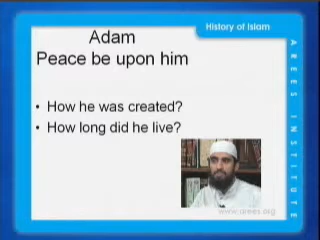 History of Islam
Adam
Peace be upon him
• How he was created?
• How long did he live?
AREES INSTITUTE
www.arees.org